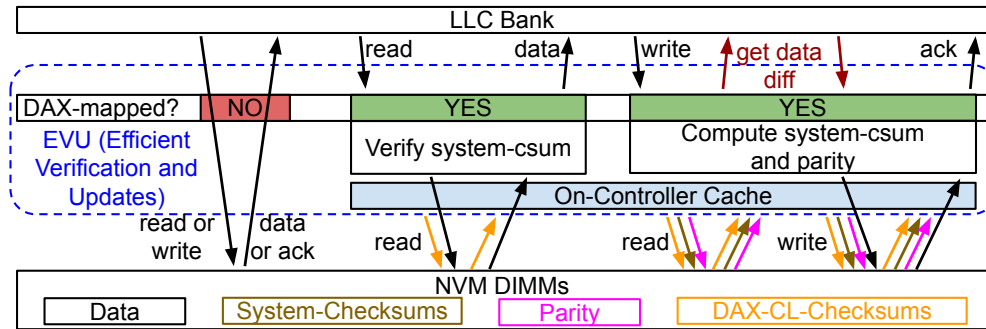 LLC Bank
read
data
write
get data
diff
ack
DAX-mapped?
NO
YES
YES
EVU (Efficient
Verification and
Updates)
Verify system-csum
Compute system-csum
and parity
On-Controller Cache
read or
write
data
or ack
read
read
write
NVM DIMMs
Data
System-Checksums
Parity
DAX-CL-Checksums